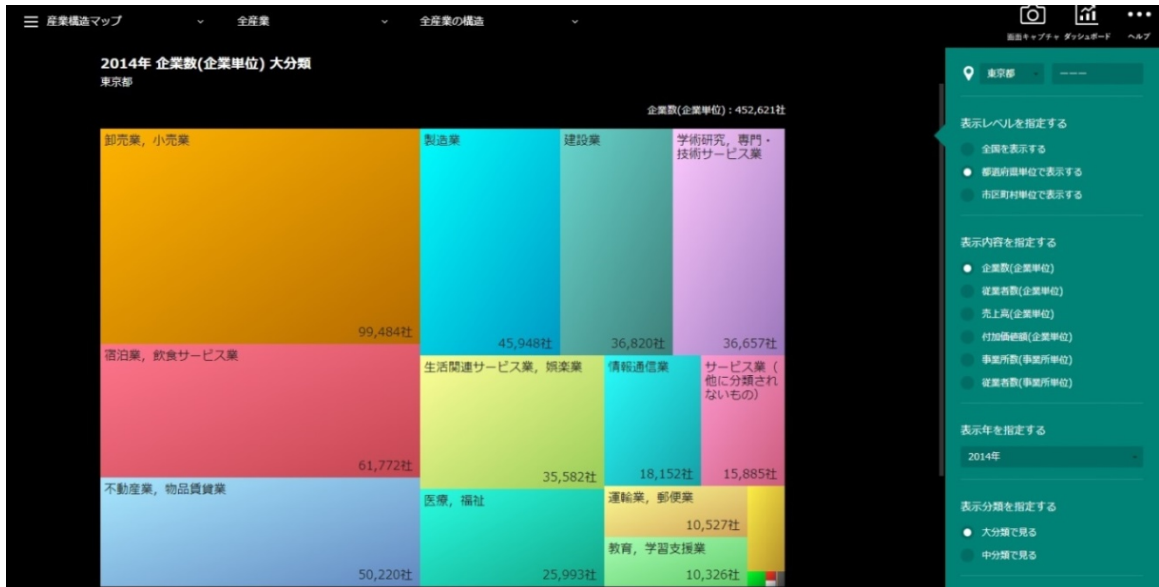 産業構造マップ
全産業
全産業の構造
画面キャプチャ
ダッシュボード
ヘルプ
2014年 企業数(企業単位) 大分類
東京都
企業数(企業単位)：452,621社
卸売業，小売業
99,484社
宿泊業，飲食サービス業
61,772社
不動産業，物品賃貸業
50,220社
製造業
45,948社
建設業
36,820社
学術研究，専門・
技術サービス業
36,657社
生活関連サービス業，娯楽業
35,582社
情報通信業
18,152社
サービス業（
他に分類され
ないもの）
15,885社
医療，福祉
25,993社
運輸業，郵便業
10,527社
教育，学習支援業
10,326社
東京都
---
表示レベルを指定する
全国を表示する
都道府県単位で表示する
市区町村単位で表示する
表示内容を指定する
企業数(企業単位)
従業者数(企業単位)
売上高(企業単位)
付加価値額(企業単位)
事業所数(事業所単位)
従業者数(事業所単位)
表示年を指定する
2014年
表示分類を指定する
大分類で見る
中分類で見る